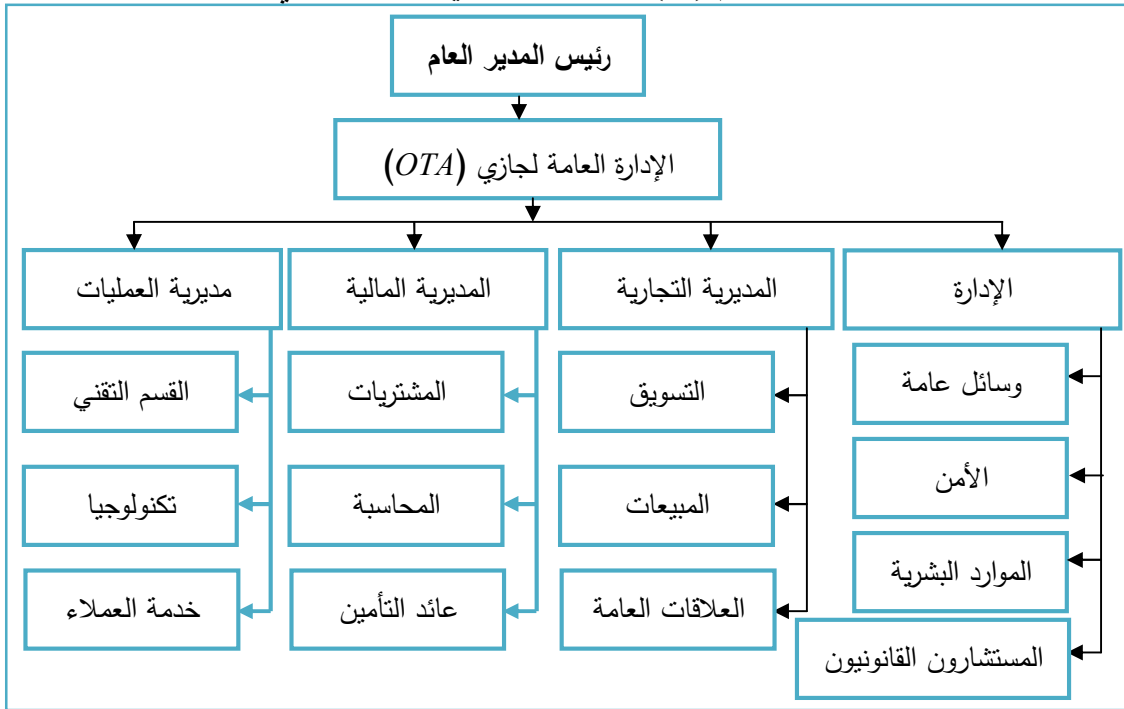 رئيس المدير العام
الإدارة العامة لجازي (OTA)
الإدارة
المديرية التجارية
المديرية المالية
مديرية العمليات
وسائل عامة
الأمن
الموارد البشرية
المستشارون القانونيون
التسويق
المبيعات
العلاقات العامة
المشتريات
المحاسبة
عائد التأمين
القسم التقني
تكنولوجيا
خدمة العملاء